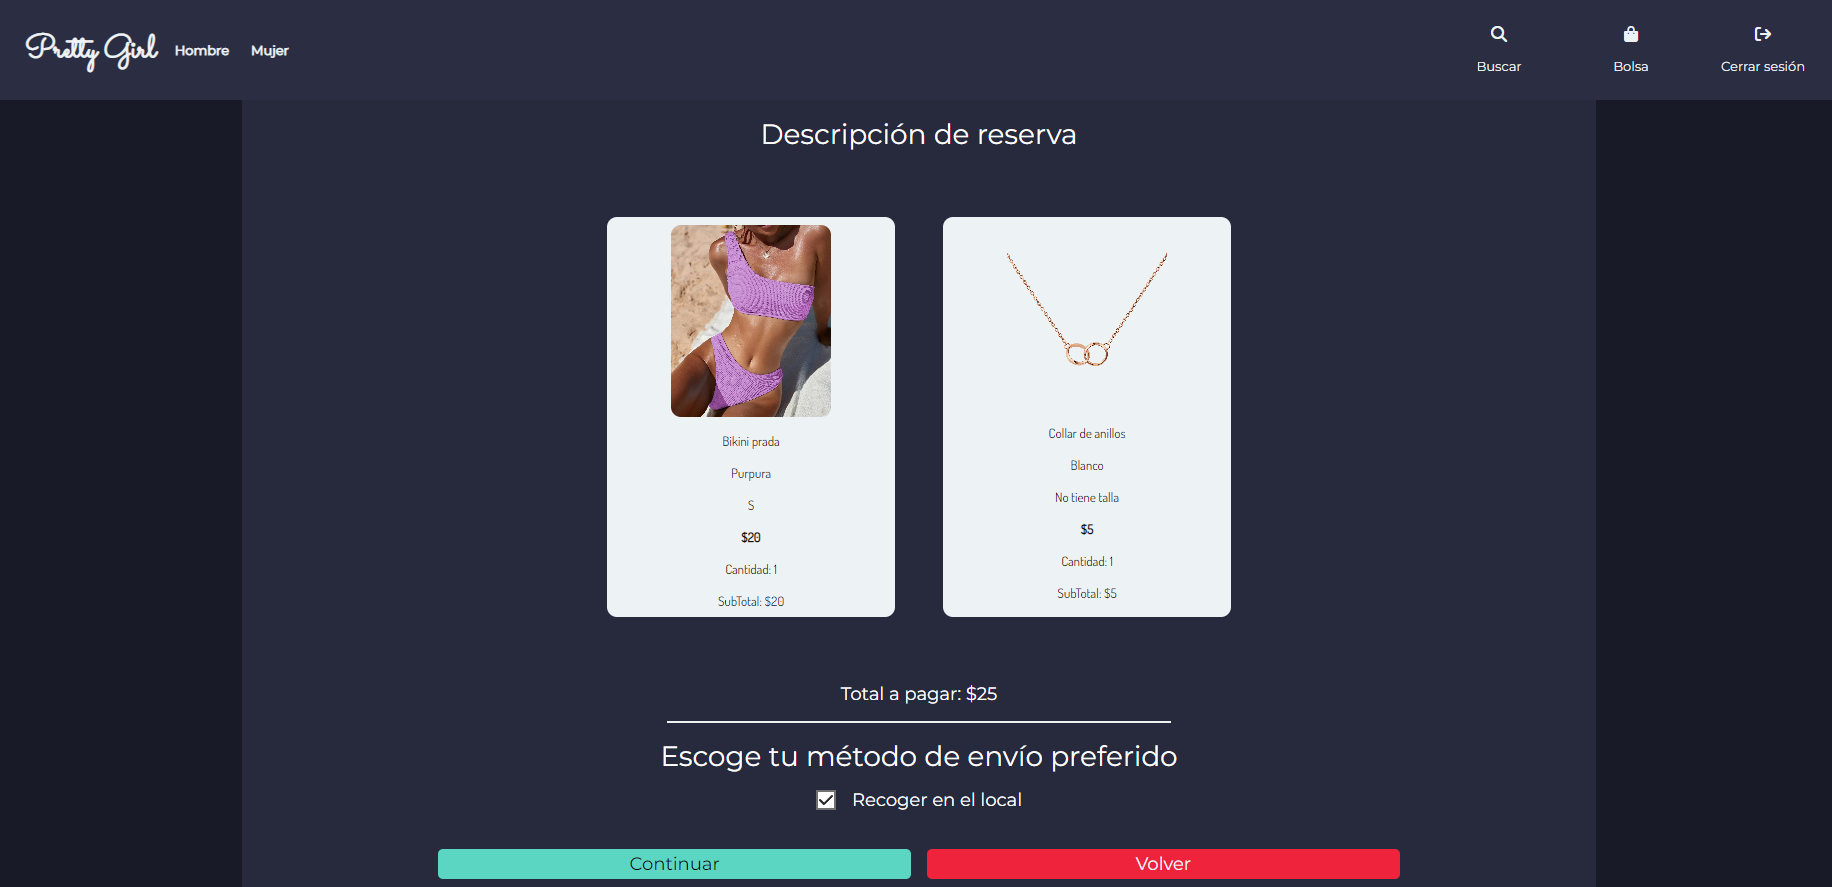 Pretty Girl
Hombre
Mujer
Buscar
Bolsa
Cerrar sesión
Descripción de reserva
Bikini prada
Purpura
S
$20
Cantidad: 1
SubTotal: $20
Collar de anillos
Blanco
No tiene talla
$5
Cantidad: 1
SubTotal: $5
Total a pagar: $25
Escoge tu método de envío preferido
Recoger en el local
Continuar
Volver